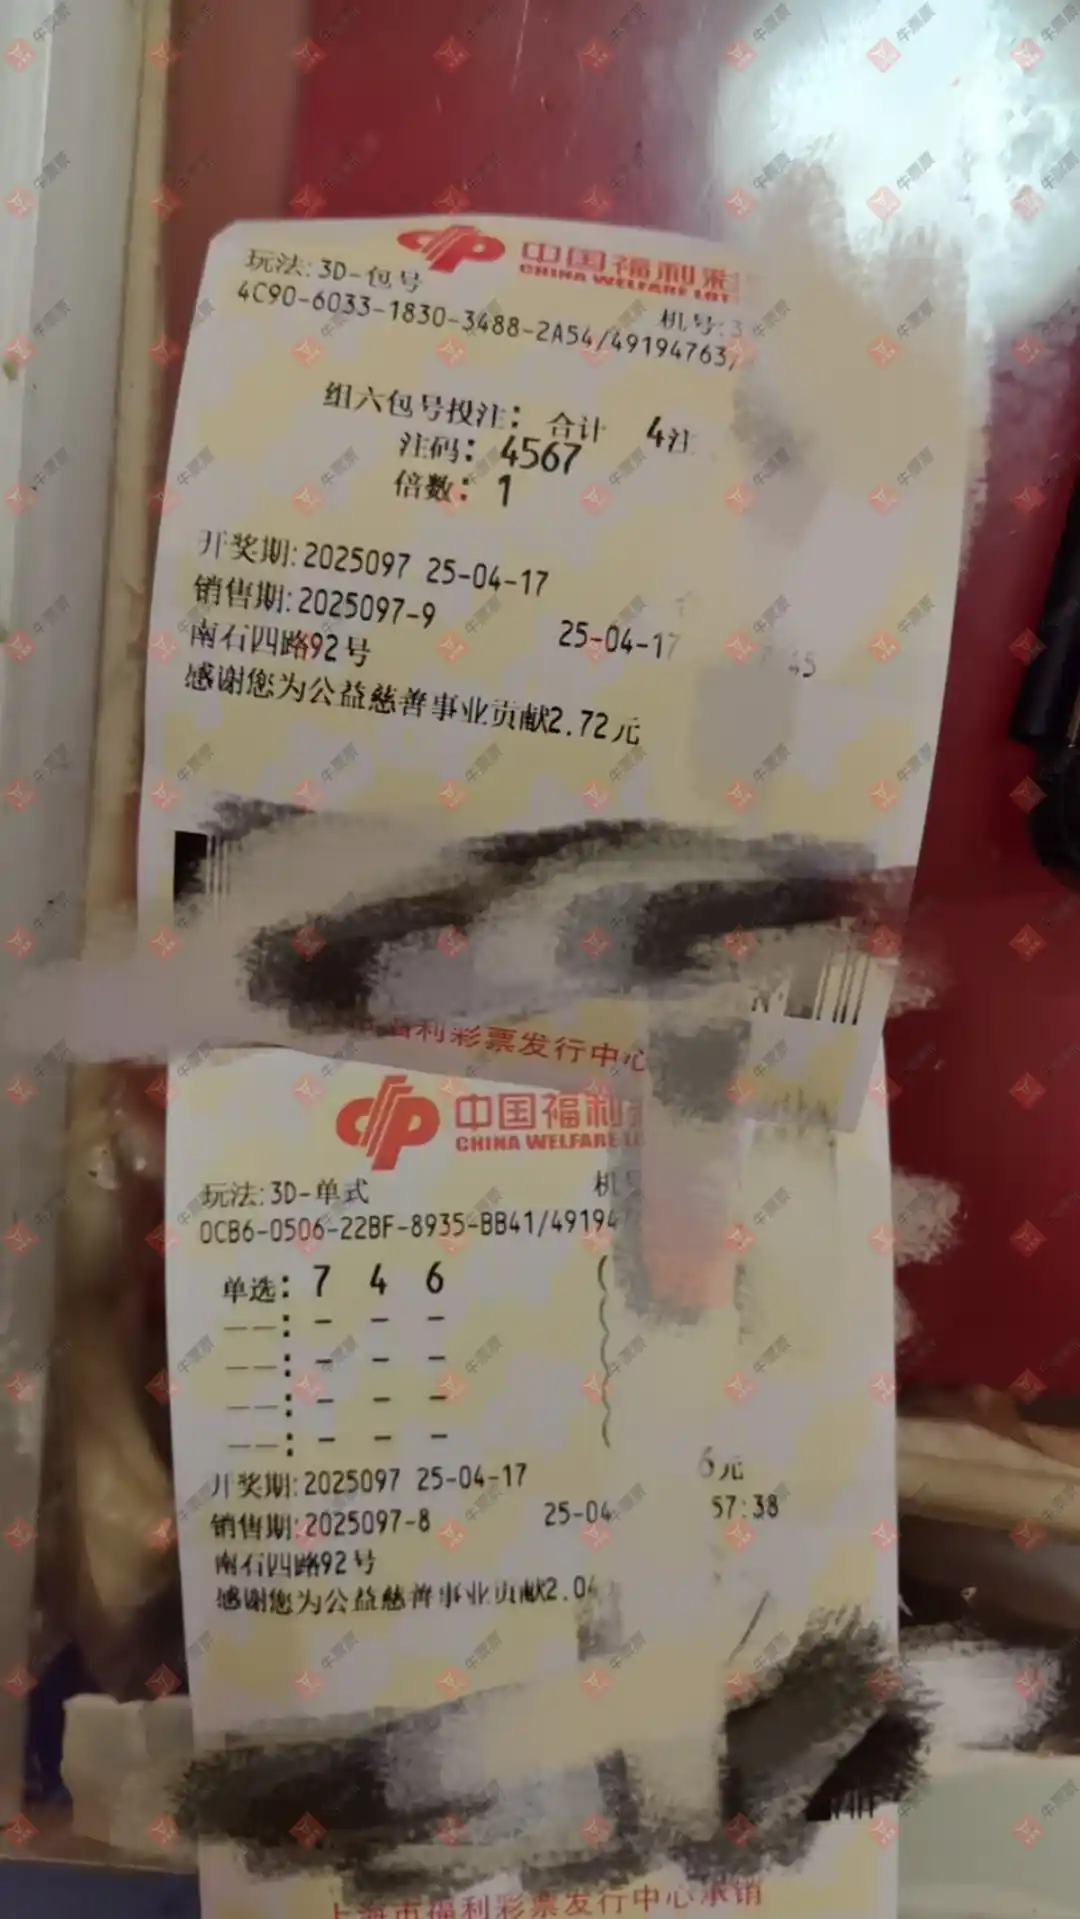 中国福利彩
CHINA WELFARE LOT
玩法:3D-包号
机号:3
4C90-6033-1830-3488-2A54/49194763/
组六包号投注: 合计 4注
注码: 4567
倍数: 1
开奖期:2025097 25-04-17
销售期:2025097-9 25-04-17
南石四路92号
感谢您为公益慈善事业贡献2.72元
福利彩票发行中心
中国福利
CHINA WELFARE
玩法:3D-单式
机号
0CB6-0506-22BF-8935-BB41/49194
单选: 7 4 6
——: - - -
——: - - -
——: - - -
——: - - -
开奖期:2025097 25-04-17 6元
销售期:2025097-8 25-04 57:38
南石四路92号
感谢您为公益慈善事业贡献2.04
上海市福利彩票发行中心承销
牛票票